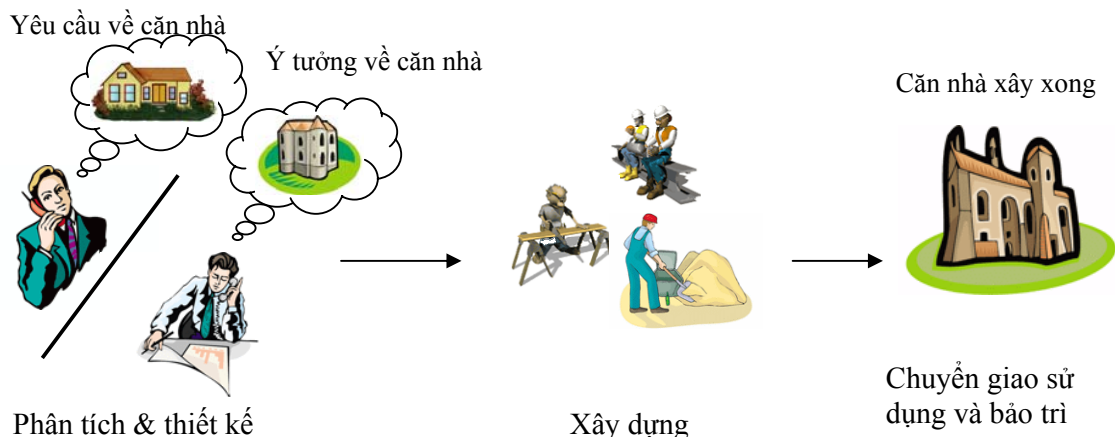 Yêu cầu về căn nhà
Ý tưởng về căn nhà
Căn nhà xây xong
Phân tích & thiết kế
Xây dựng
Chuyển giao sử
dụng và bảo trì